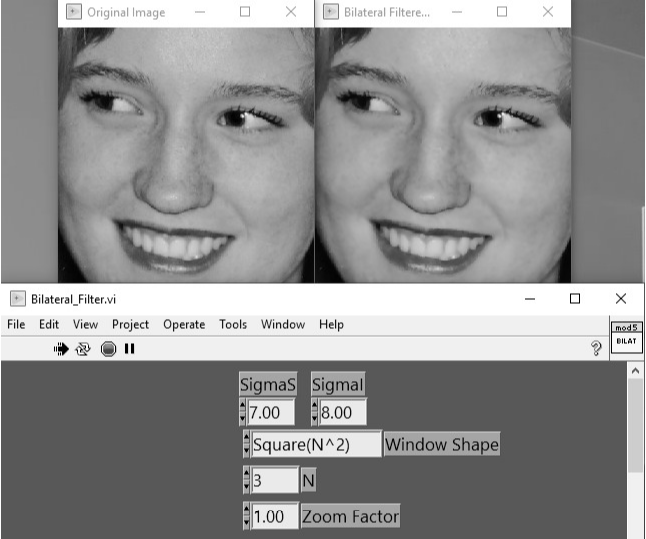 Original Image
Bilateral Filtere...
Bilateral_Filter.vi
File Edit View Project Operate Tools Window Help
mod5
BILAT
SigmaS SigmaI
7.00 8.00
Square(N^2) Window Shape
3 N
1.00 Zoom Factor